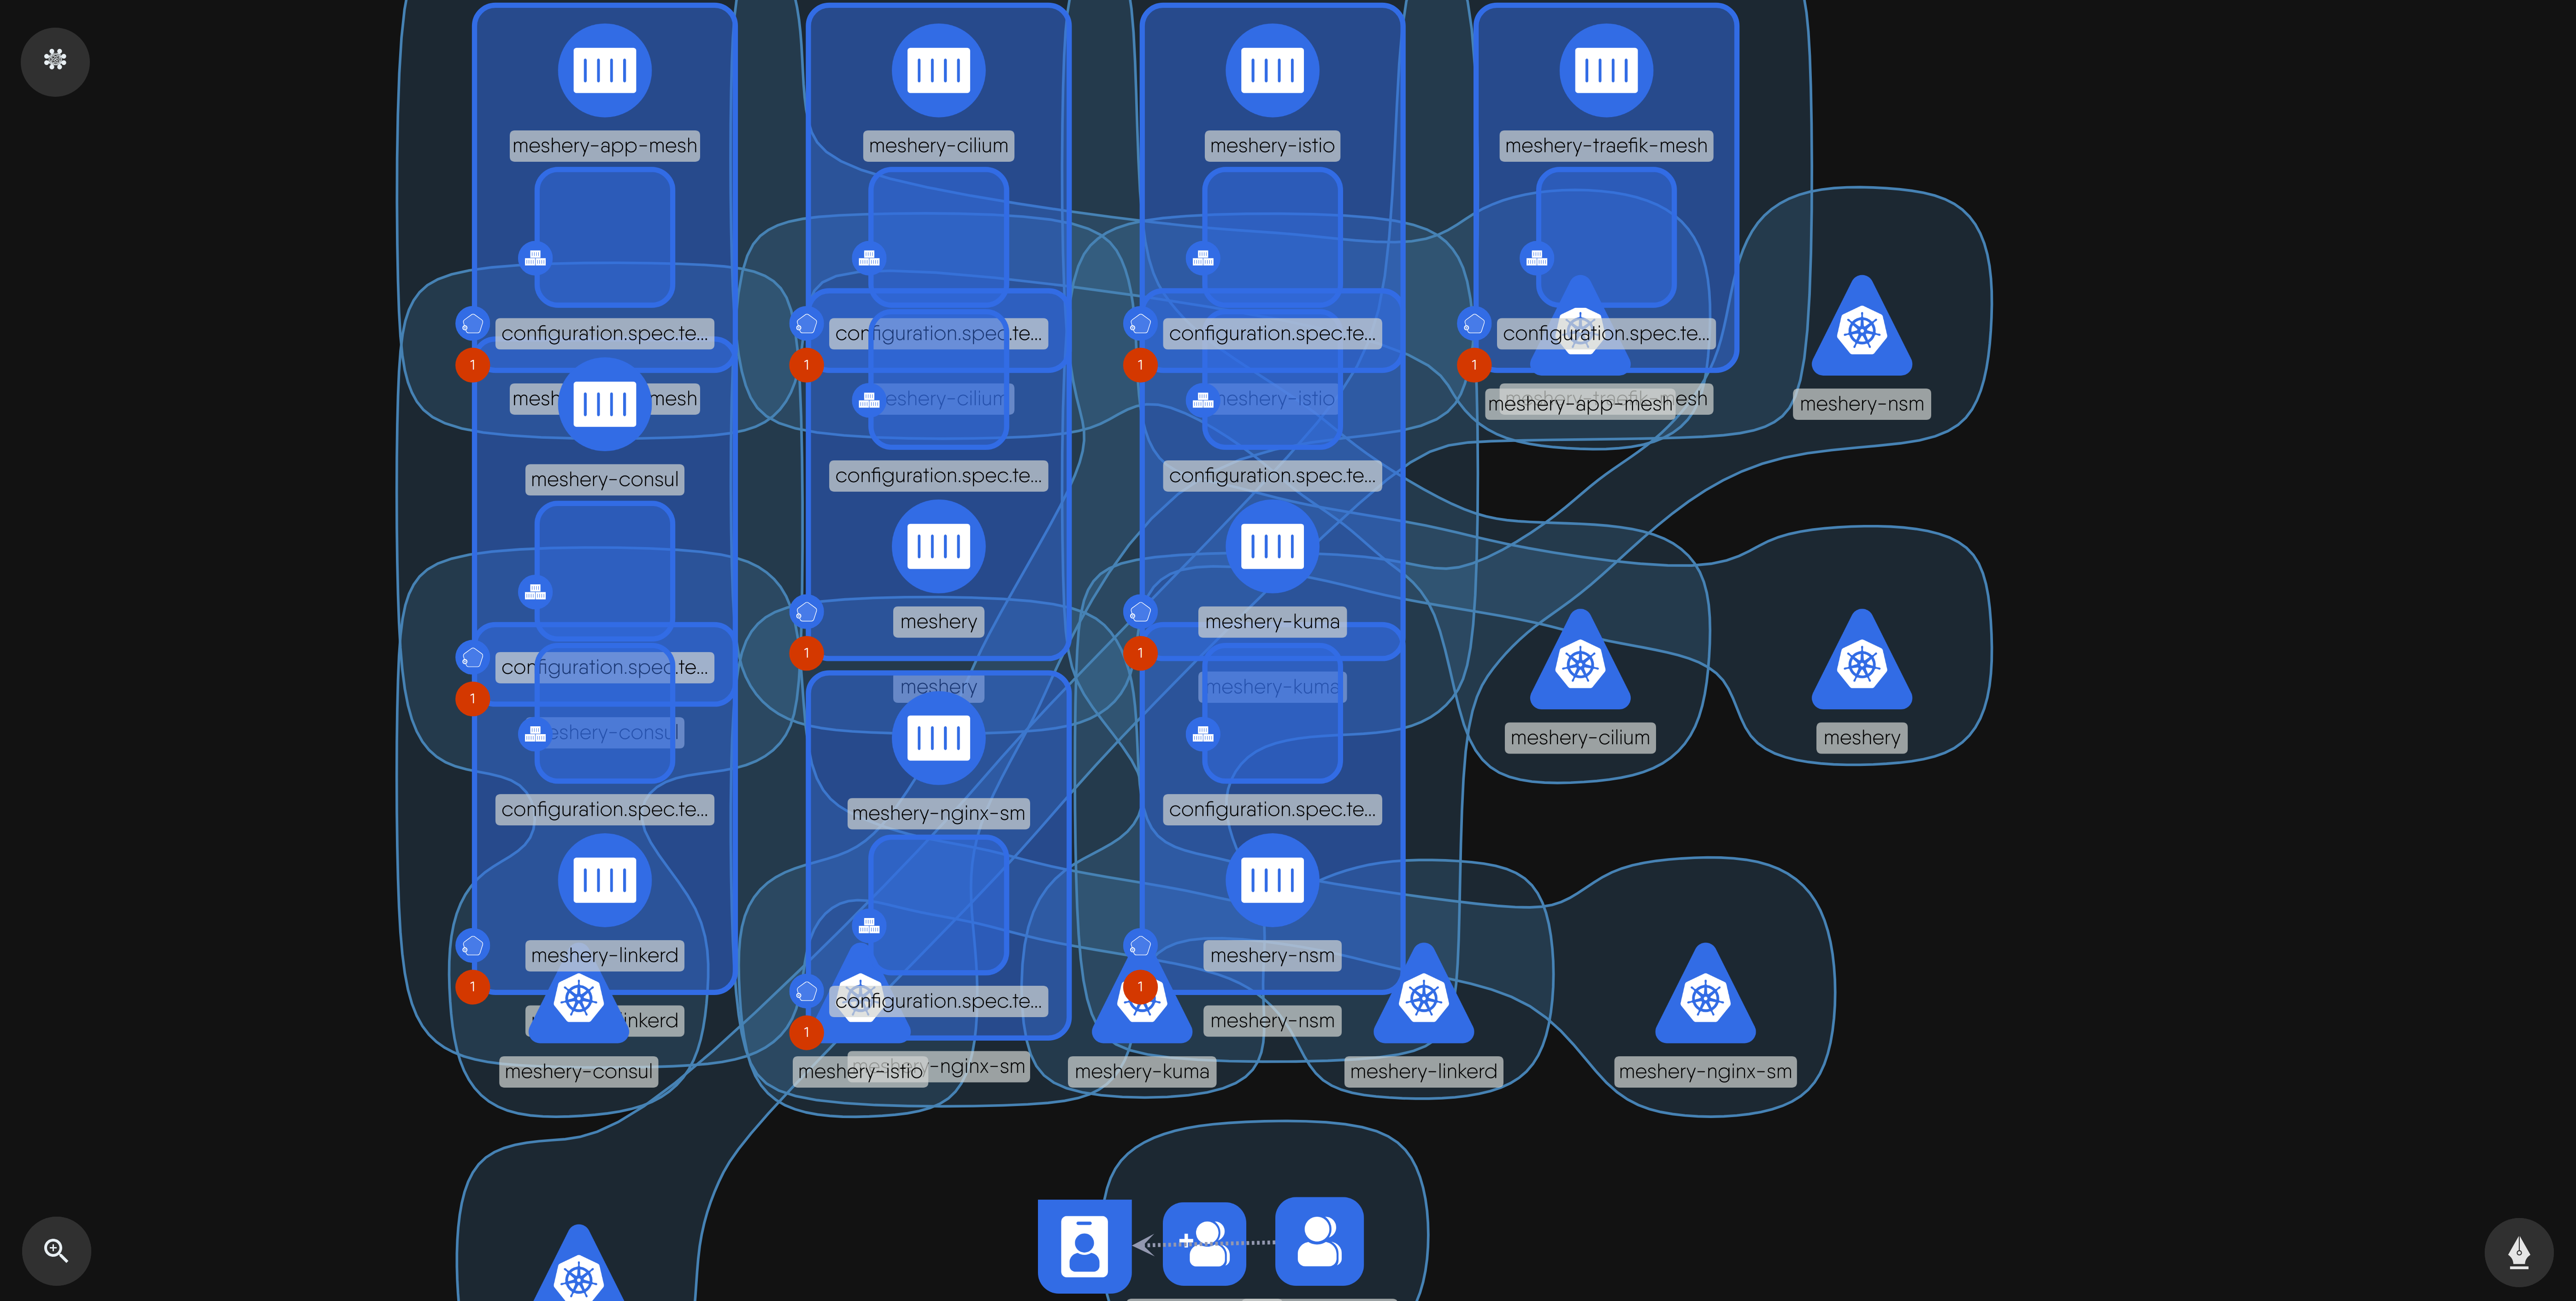 meshery-app-mesh
meshery-cilium
meshery-istio
meshery-traefik-mesh
configuration.spec.te...
configuration.spec.te...
configuration.spec.te...
configuration.spec.te...
1
1
1
1
mesh mesh
meshery-cilium
meshery-istio
meshery-app-mesh
mesh
meshery-nsm
meshery-consul
configuration.spec.te...
configuration.spec.te...
meshery
meshery-kuma
1
1
configuration.spec.te...
1
meshery
meshery-kuma
meshery-consul
meshery-cilium
meshery
configuration.spec.te...
meshery-nginx-sm
configuration.spec.te...
meshery-linkerd
meshery-nsm
1
1
configuration.spec.te...
inkerd
meshery-nsm
1
meshery-consul
meshery-istio
-nginx-sm
meshery-kuma
meshery-linkerd
meshery-nginx-sm